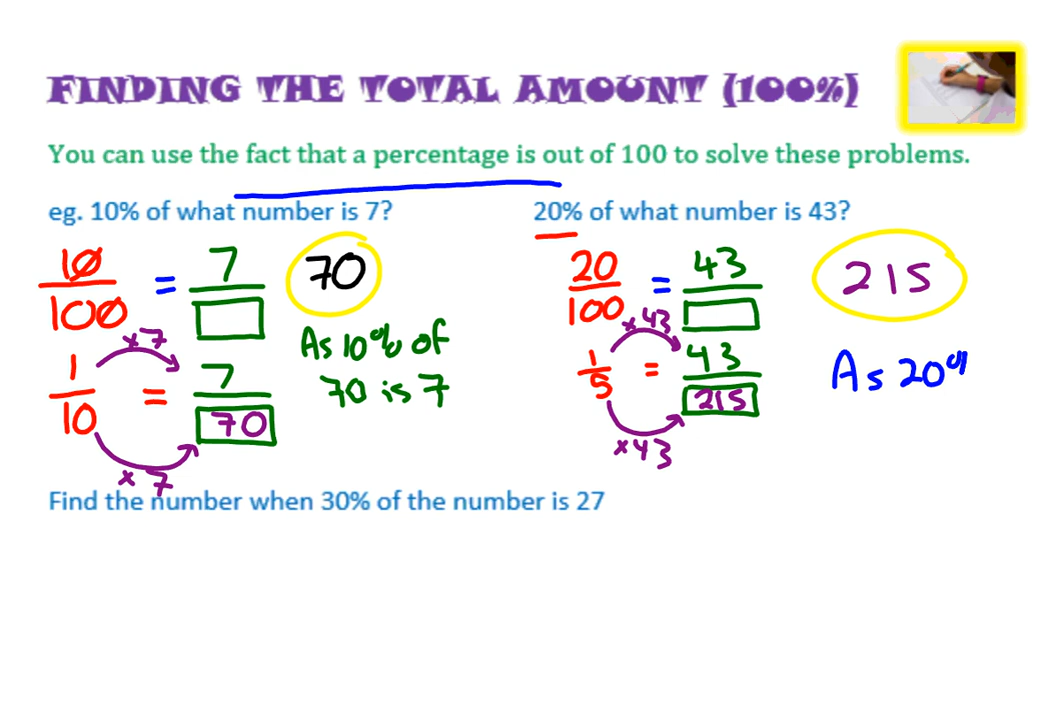 FINDING THE TOTAL AMOUNT (100%)
You can use the fact that a percentage is out of 100 to solve these problems.
eg. 10% of what number is 7?
10/100 = 7/□
70
×7
1/10 = 7/70
×7
As 10% of
70 is 7
20% of what number is 43?
20/100 = 43/□
215
×43
1/5 = 43/215
×43
As 20%
Find the number when 30% of the number is 27